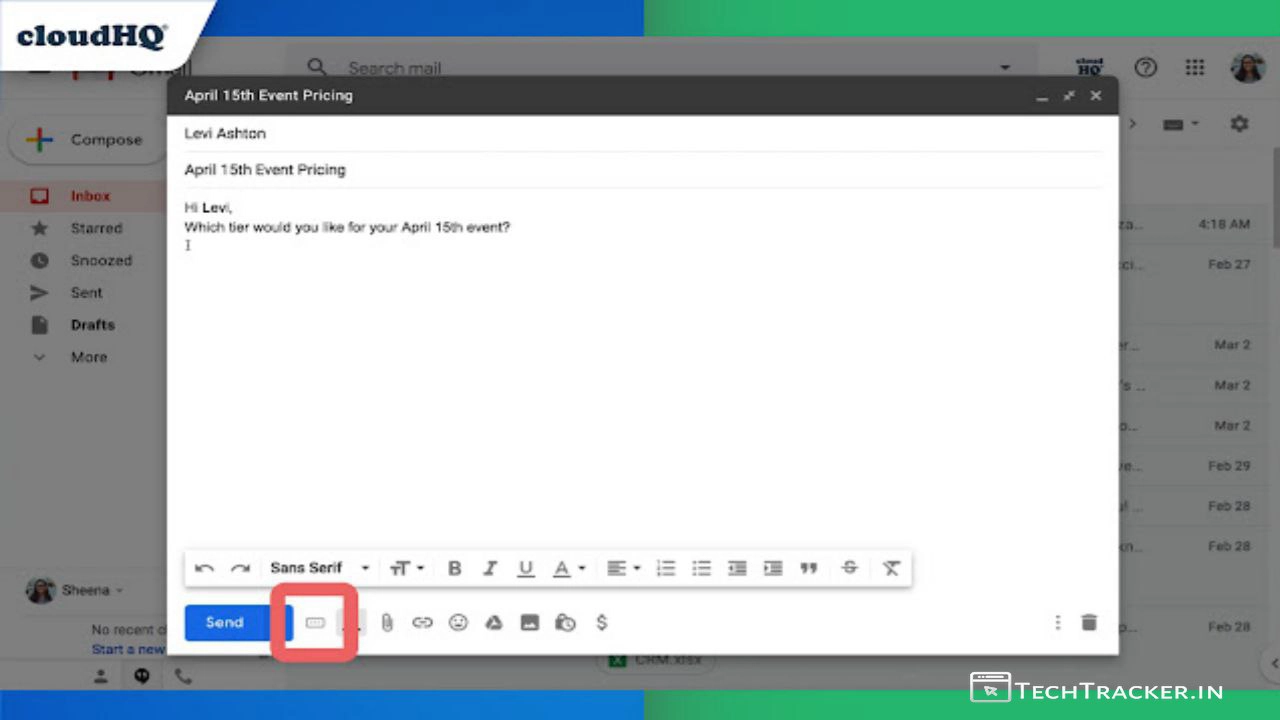 cloudHQ
Search mail
HQ
April 15th Event Pricing
Levi Ashton
April 15th Event Pricing
Hi Levi,
Which tier would you like for your April 15th event?
Compose
Inbox
Starred
Snoozed
Sent
Drafts
More
4:18 AM
Feb 27
Mar 2
Mar 2
Mar 2
Feb 29
Feb 28
Feb 28
Feb 28
Sans Serif
Send
Sheena
No recent
Start a new
CRM.xlsx
TECHTRACKER.IN